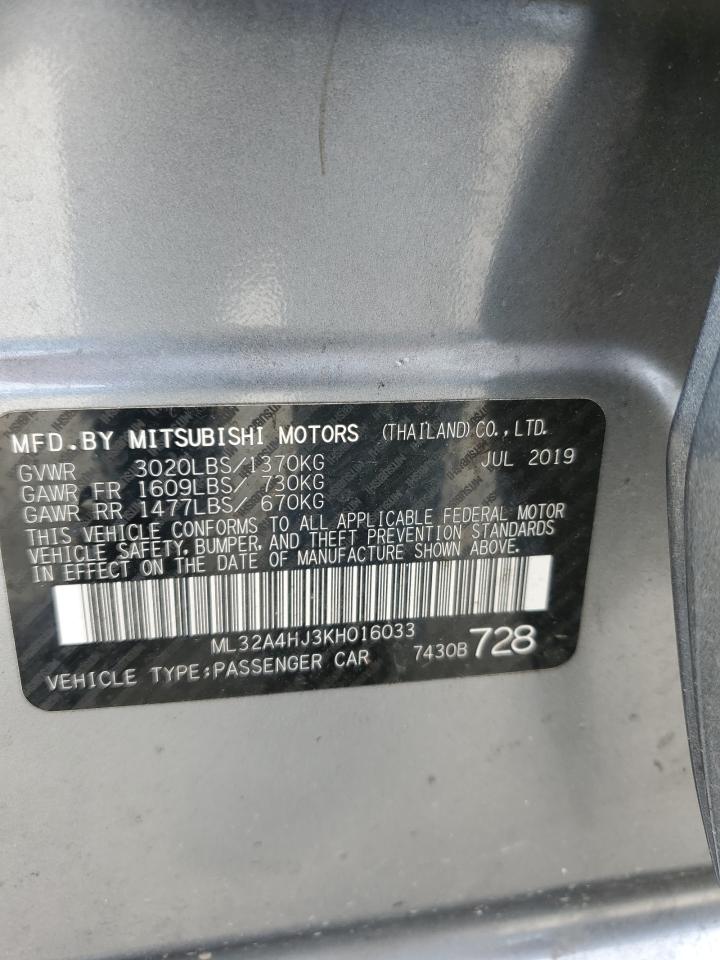 MFD.BY MITSUBISHI MOTORS (THAILAND)CO.,LTD.
GVWR 3020LBS/1370KG JUL 2019
GAWR FR 1609LBS/ 730KG
GAWR RR 1477LBS/ 670KG
THIS VEHICLE CONFORMS TO ALL APPLICABLE FEDERAL MOTOR
VEHICLE SAFETY, BUMPER, AND THEFT PREVENTION STANDARDS
IN EFFECT ON THE DATE OF MANUFACTURE SHOWN ABOVE.
ML32A4HJ3KH016033
VEHICLE TYPE:PASSENGER CAR 7430B 728